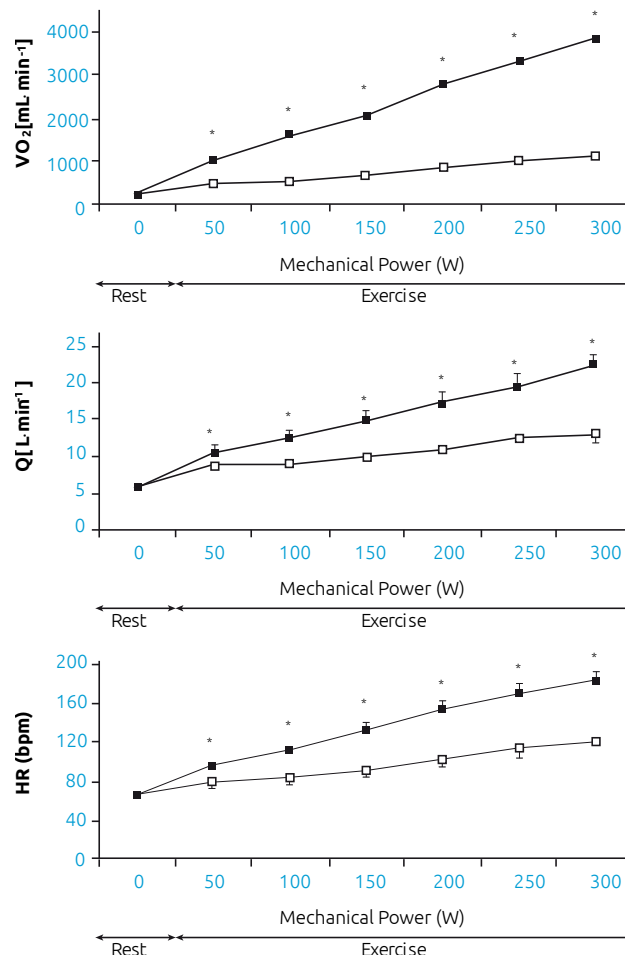 4000
3000
2000
1000
0
VO₂[mL· min⁻¹]
* * * * * *
0 50 100 150 200 250 300
Mechanical Power (W)
Rest Exercise
25
20
15
10
5
0
Q[L·min⁻¹]
* * * * * *
0 50 100 150 200 250 300
Mechanical Power (W)
Rest Exercise
200
160
120
80
40
0
HR (bpm)
* * * * * *
0 50 100 150 200 250 300
Mechanical Power (W)
Rest Exercise